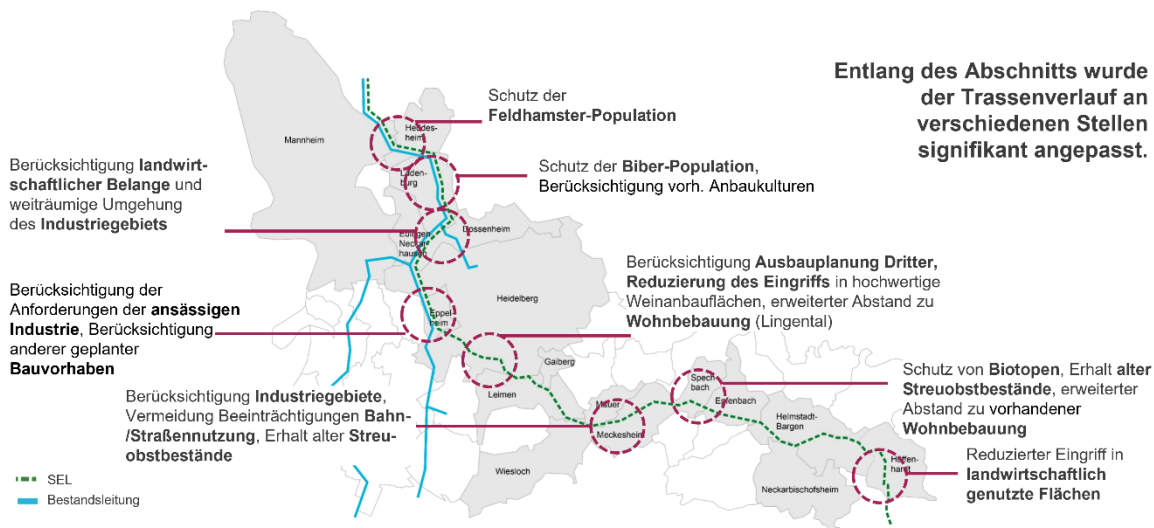 Entlang des Abschnitts wurde
der Trassenverlauf an
verschiedenen Stellen
signifikant angepasst.
Schutz der
Feldhamster-Population
Schutz der Biber-Population,
Berücksichtigung vorh. Anbaukulturen
Berücksichtigung landwirt-
schaftlicher Belange und
weiträumige Umgehung
des Industriegebiets
Berücksichtigung Ausbauplanung Dritter,
Reduzierung des Eingriffs in hochwertige
Weinanbauflächen, erweiterter Abstand zu
Wohnbebauung (Lingental)
Berücksichtigung der
Anforderungen der ansässigen
Industrie, Berücksichtigung
anderer geplanter
Bauvorhaben
Schutz von Biotopen, Erhalt alter
Streuobstbestände, erweiterter
Abstand zu vorhandener
Wohnbebauung
Berücksichtigung Industriegebiete,
Vermeidung Beeinträchtigungen Bahn-
/Straßennutzung, Erhalt alter Streu-
obstbestände
Reduzierter Eingriff in
landwirtschaftlich
genutzte Flächen
Mannheim
Heddes-
heim
Laden-
burg
Edingen
Neckar-
hausen
Dossenheim
Heidelberg
Eppel-
heim
Gaiberg
Leimen
Mauer
Meckesheim
Wiesloch
Spech
bach
Epfenbach
Helmstadt-
Bargen
Neckarbischofsheim
Hüffen-
hardt
SEL
Bestandsleitung